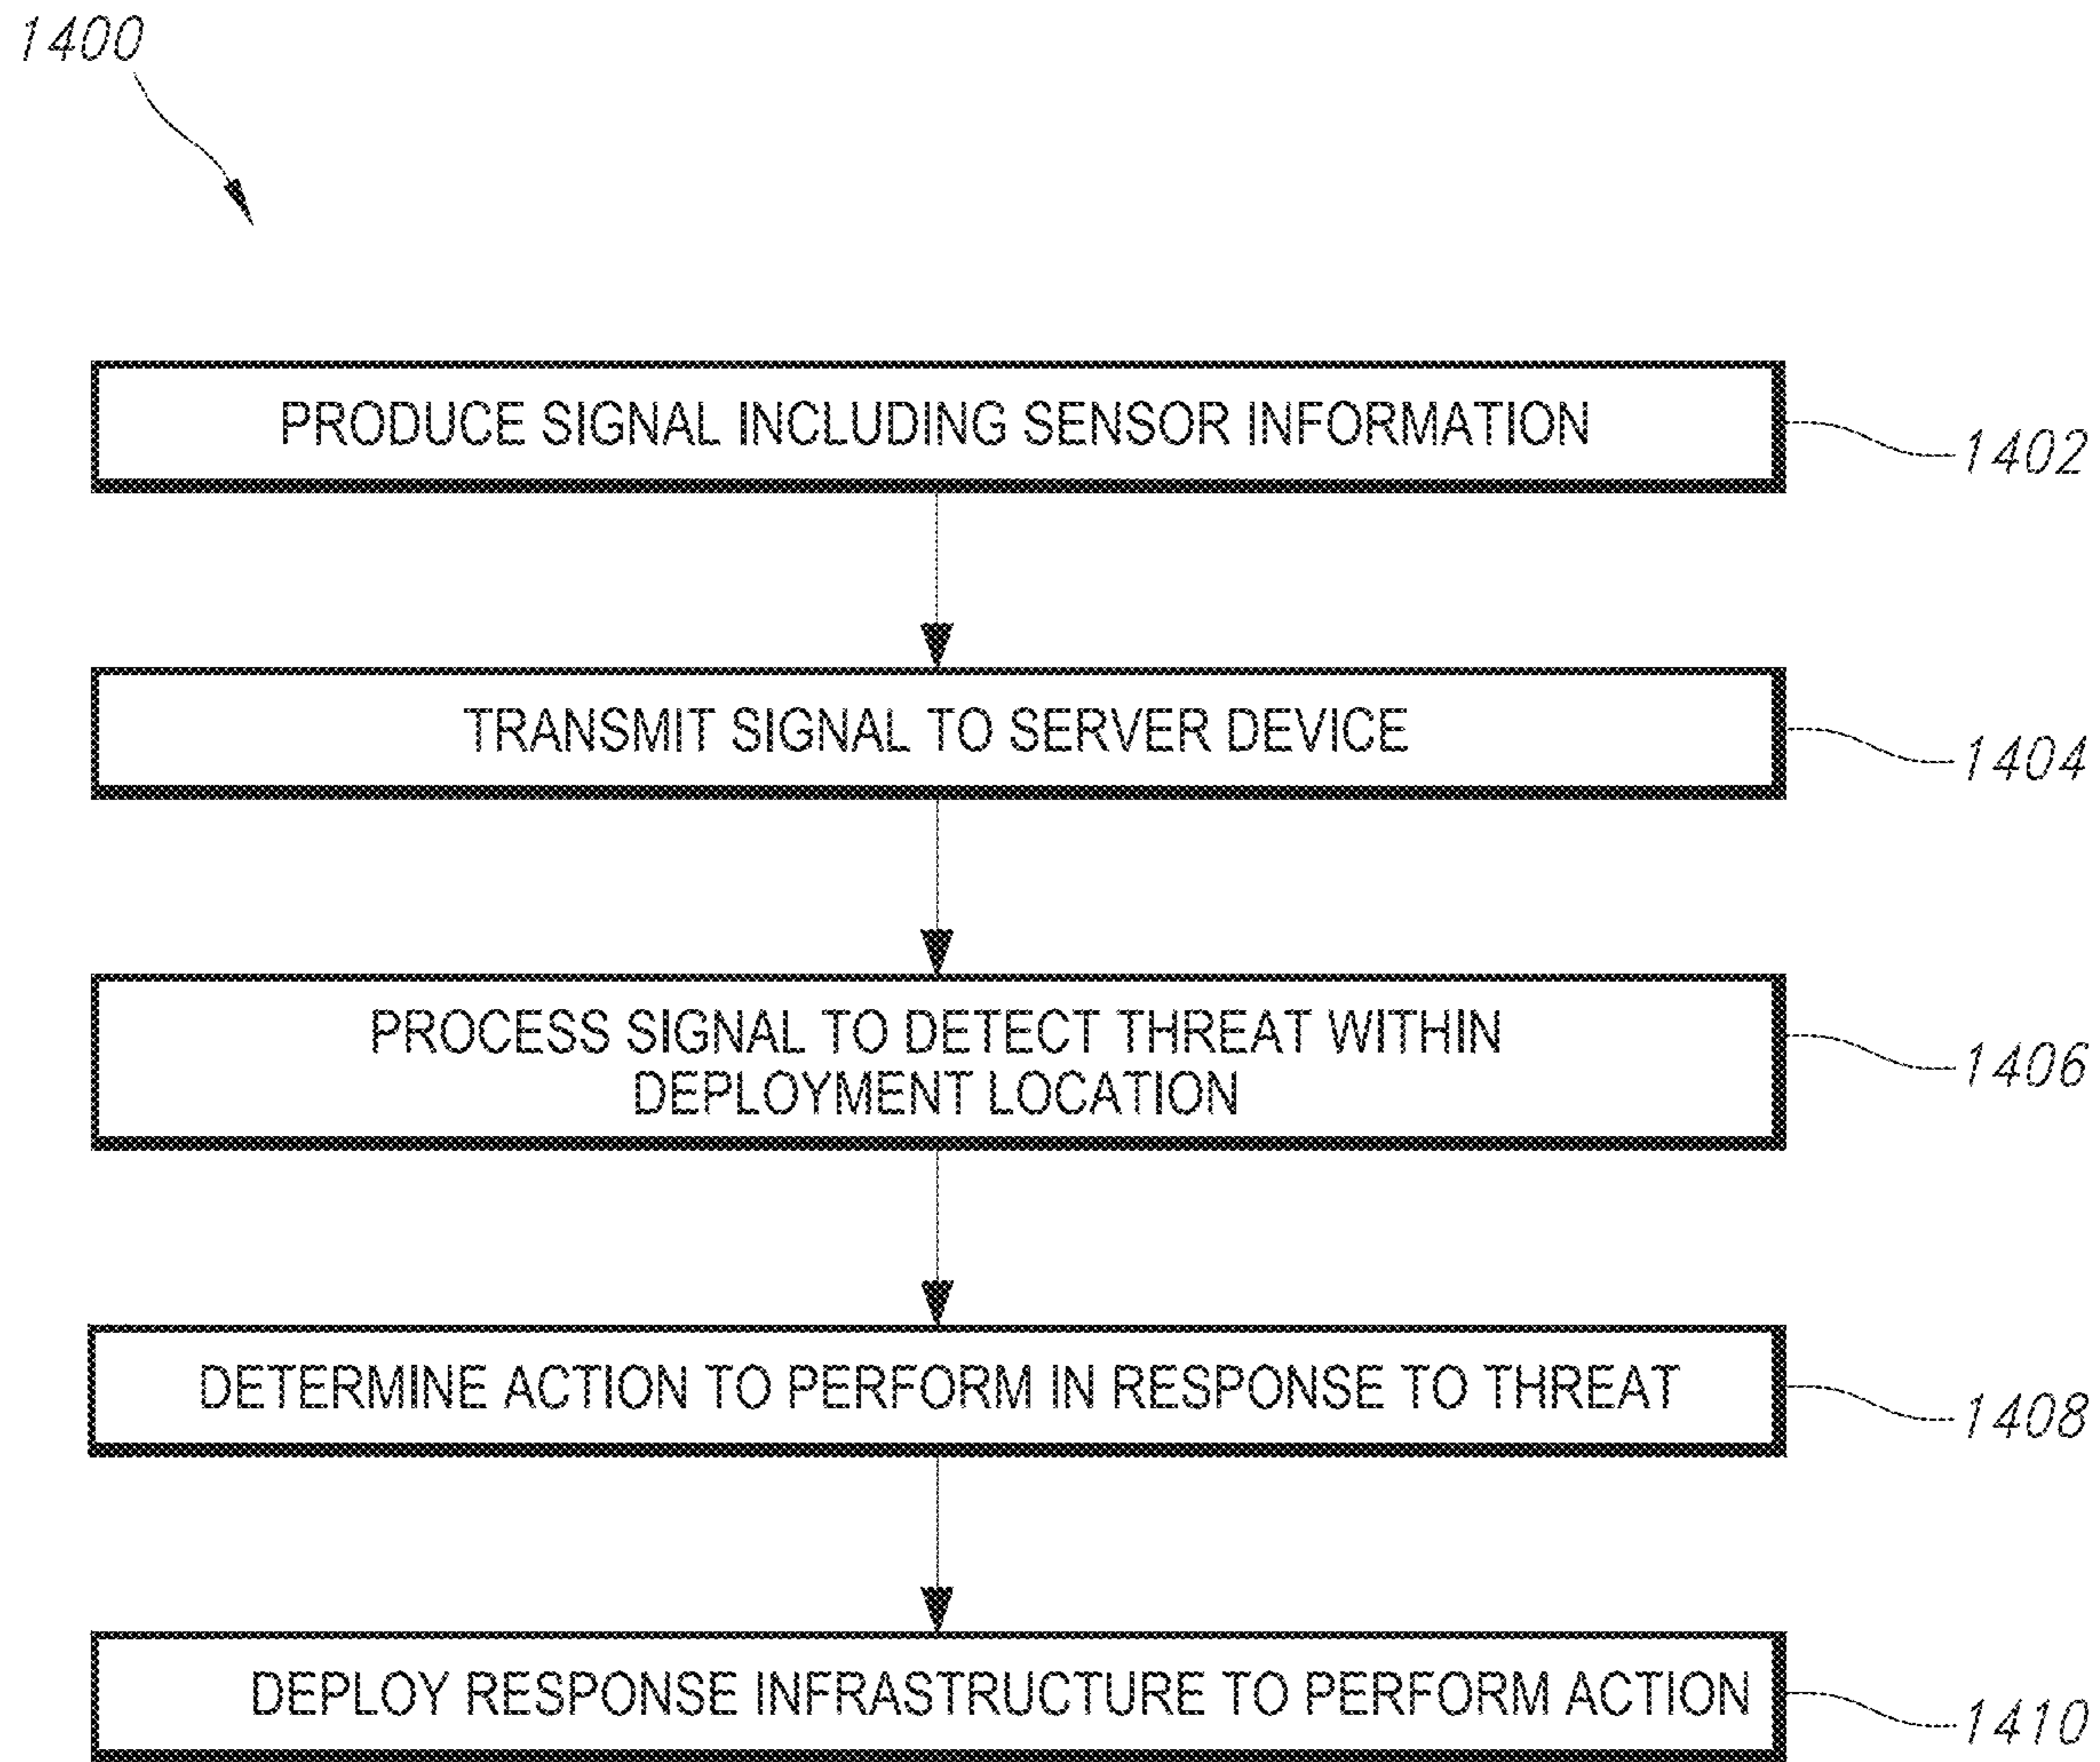 1400
PRODUCE SIGNAL INCLUDING SENSOR INFORMATION
1402
TRANSMIT SIGNAL TO SERVER DEVICE
1404
PROCESS SIGNAL TO DETECT THREAT WITHIN
DEPLOYMENT LOCATION
1406
DETERMINE ACTION TO PERFORM IN RESPONSE TO THREAT
1408
DEPLOY RESPONSE INFRASTRUCTURE TO PERFORM ACTION
1410